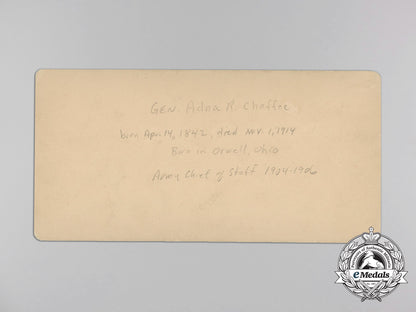 Gen. Adna R. Chaffee
born Apr. 14, 1842, died Nov. 1, 1914
Born in Orwell, Ohio
Army Chief of Staff 1904-1906
eMedals